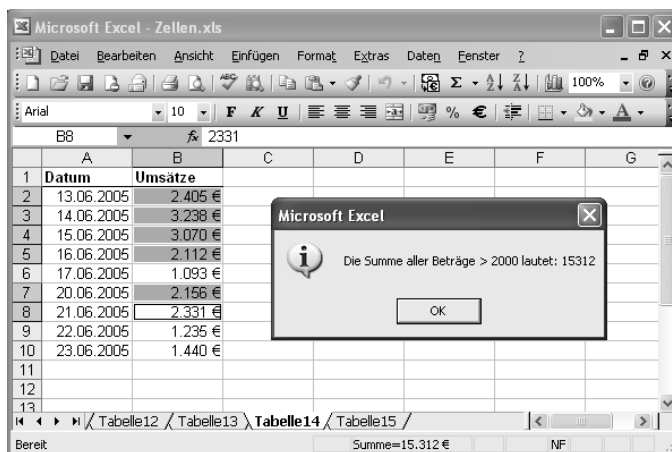 Microsoft Excel - Zellen.xls
Datei Bearbeiten Ansicht Einfügen Format Extras Daten Fenster ?
100%
Arial 10 F K U % €
B8 fx 2331
A B C D E F G
1 Datum Umsätze
2 13.06.2005 2.405 €
3 14.06.2005 3.238 €
4 15.06.2005 3.070 €
5 16.06.2005 2.112 €
6 17.06.2005 1.093 €
7 20.06.2005 2.156 €
8 21.06.2005 2.331 €
9 22.06.2005 1.235 €
10 23.06.2005 1.440 €
11
12
13
Microsoft Excel
Die Summe aller Beträge > 2000 lautet: 15312
OK
Tabelle12 Tabelle13 Tabelle14 Tabelle15
Bereit Summe=15.312 € NF